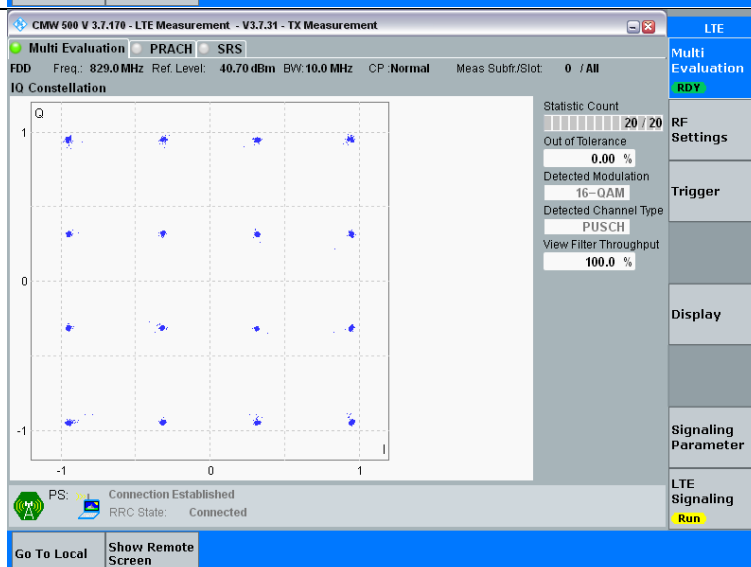 CMW 500 V 3.7.170 - LTE Measurement - V3.7.31 - TX Measurement
LTE
Multi Evaluation PRACH SRS
FDD Freq.: 829.0 MHz Ref. Level: 40.70 dBm BW: 10.0 MHz CP :Normal Meas Subfr./Slot: 0 / All
IQ Constellation
Q
1
0
-1
-1 0 1
I
Statistic Count
20 / 20
Out of Tolerance
0.00 %
Detected Modulation
16-QAM
Detected Channel Type
PUSCH
View Filter Throughput
100.0 %
Multi
Evaluation
RDY
RF
Settings
Trigger
Display
Signaling
Parameter
LTE
Signaling
Run
PS: Connection Established
RRC State: Connected
Go To Local
Show Remote
Screen